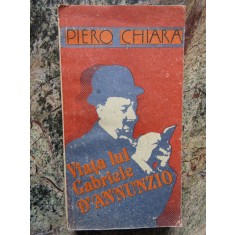 PIERO CHIARA
Viața lui
Gabriele
D'ANNUNZIO